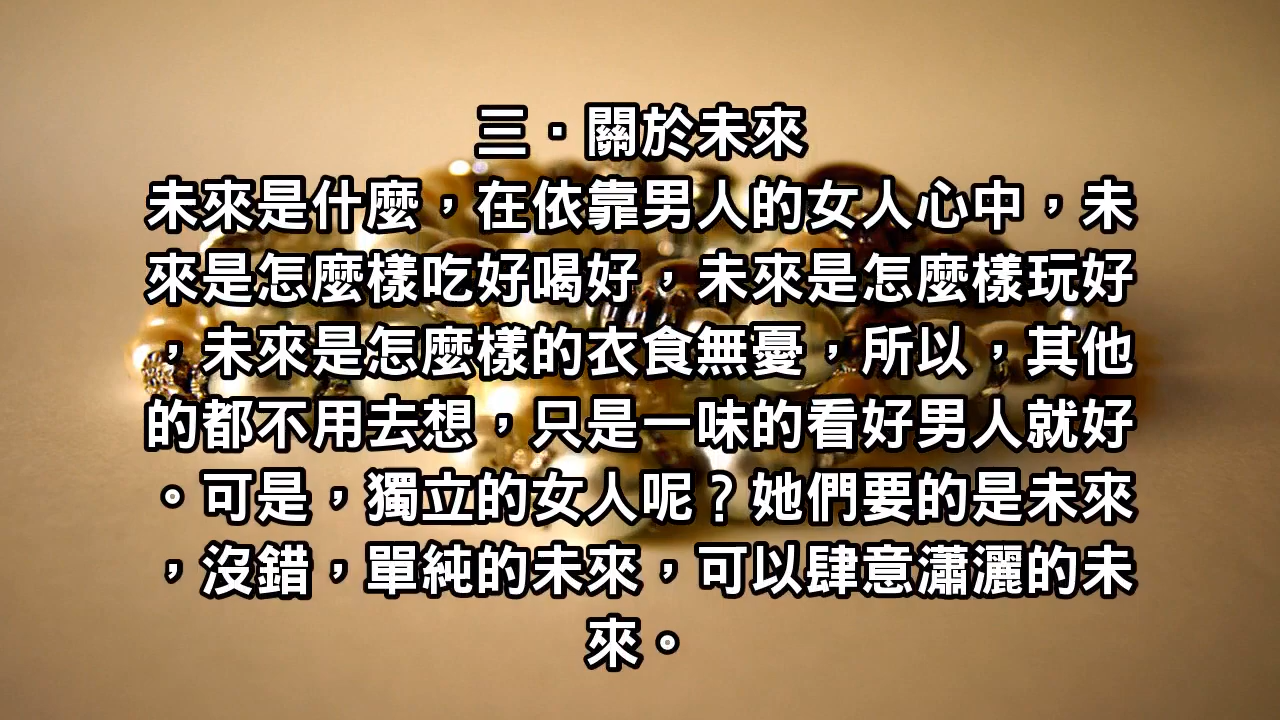 三．關於未來
未來是什麼，在依靠男人的女人心中，未
來是怎麼樣吃好喝好，未來是怎麼樣玩好
，未來是怎麼樣的衣食無憂，所以，其他
的都不用去想，只是一味的看好男人就好
。可是，獨立的女人呢？她們要的是未來
，沒錯，單純的未來，可以肆意瀟灑的未
來。